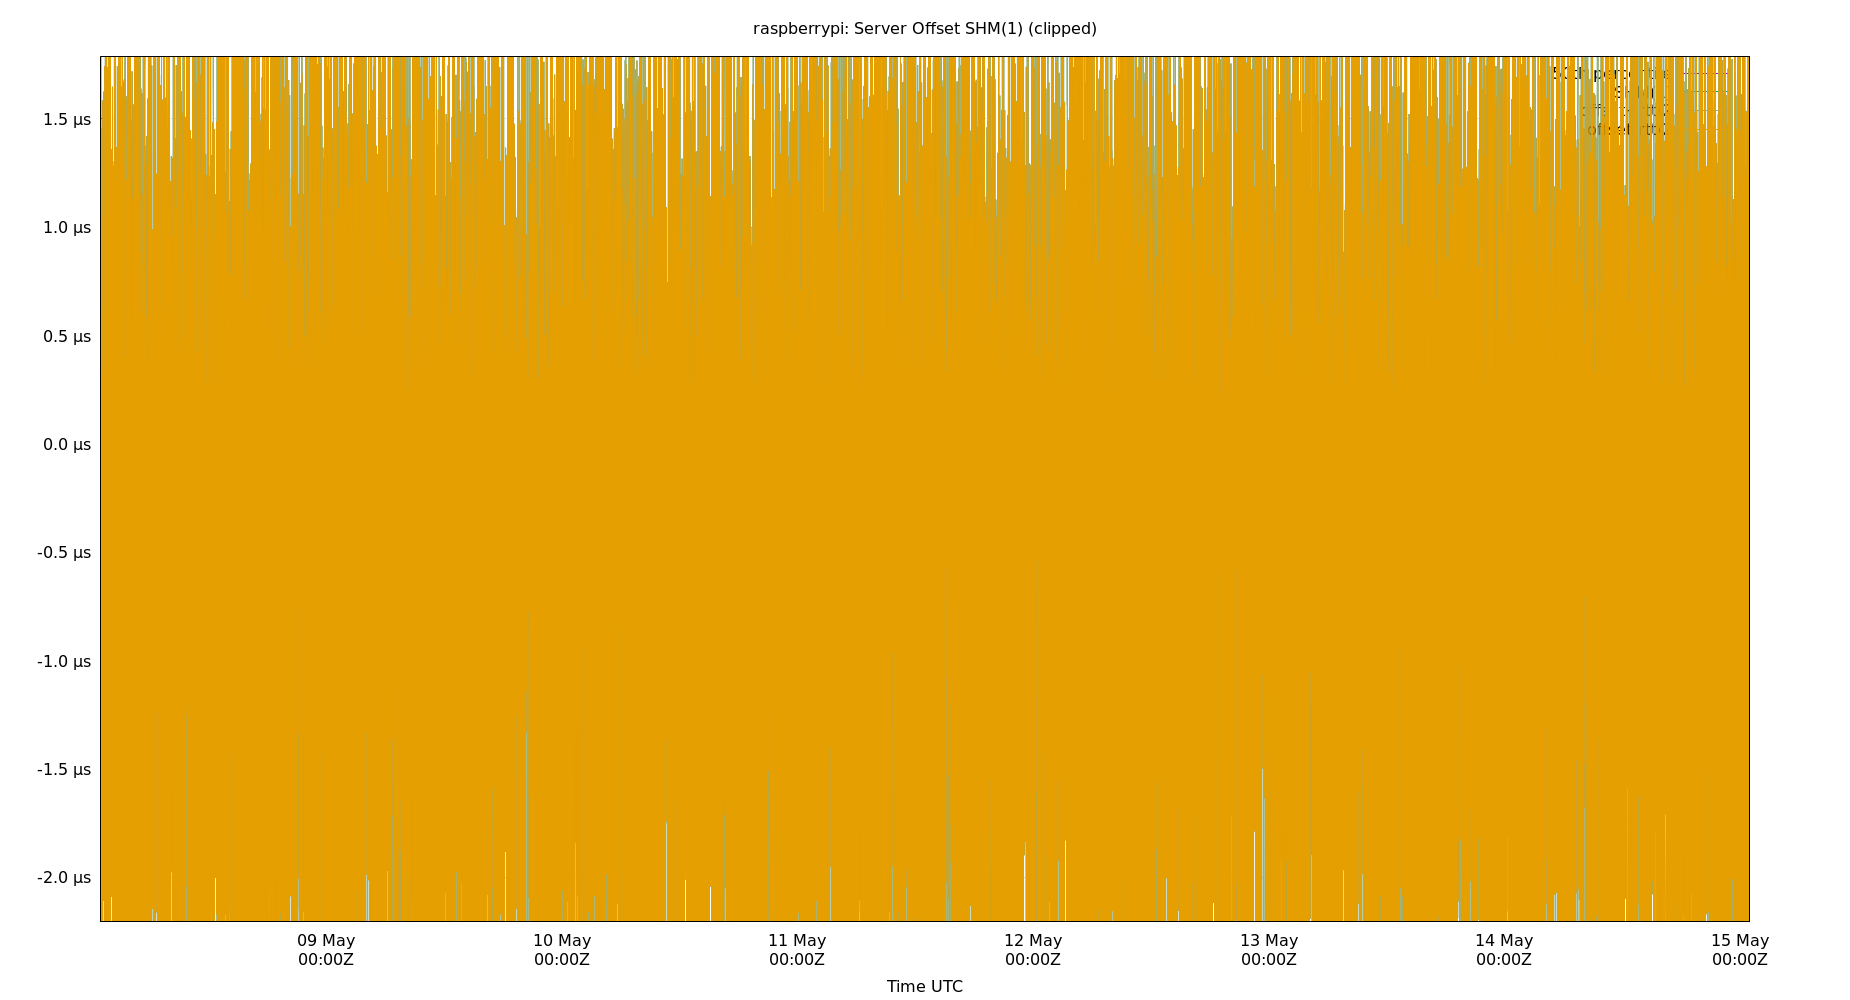 raspberrypi: Server Offset SHM(1) (clipped)
1.5 µs
1.0 µs
0.5 µs
0.0 µs
-0.5 µs
-1.0 µs
-1.5 µs
-2.0 µs
09 May 10 May 11 May 12 May 13 May 14 May 15 May
00:00Z 00:00Z 00:00Z 00:00Z 00:00Z 00:00Z 00:00Z
Time UTC